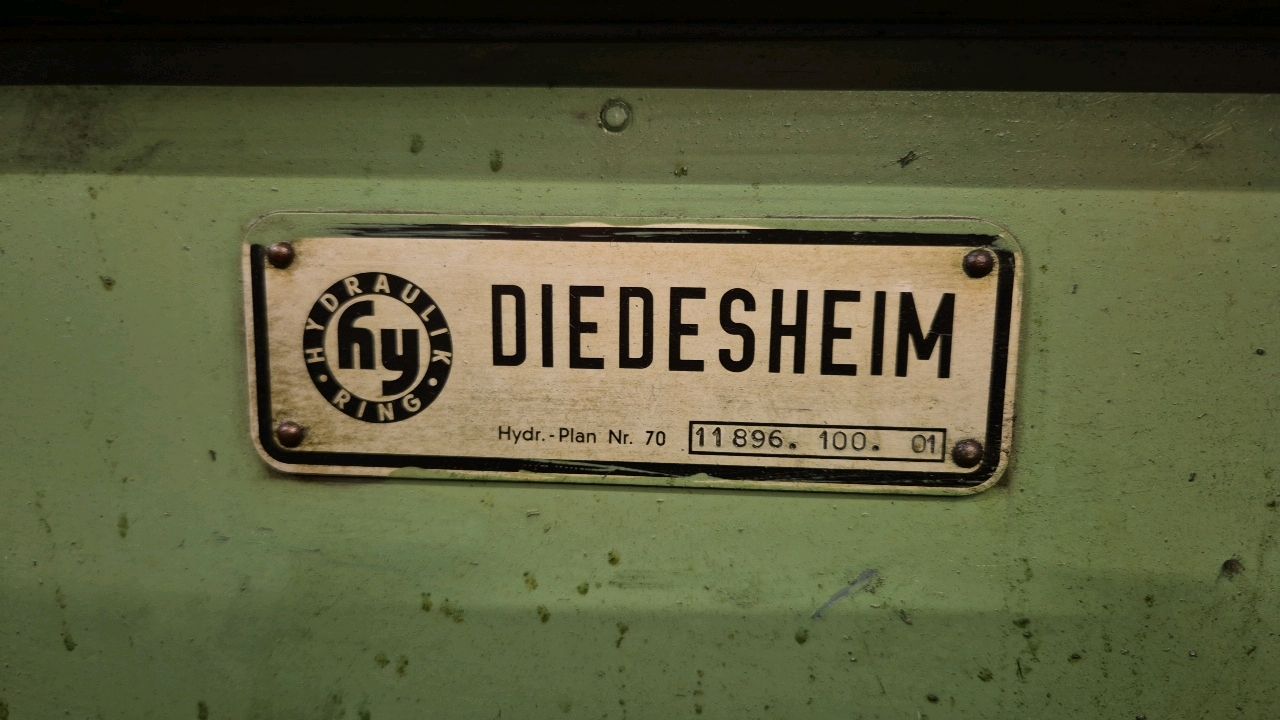 HYDRAULIK
hy
RING
DIEDESHEIM
Hydr.-Plan Nr. 70 11896. 100. 01